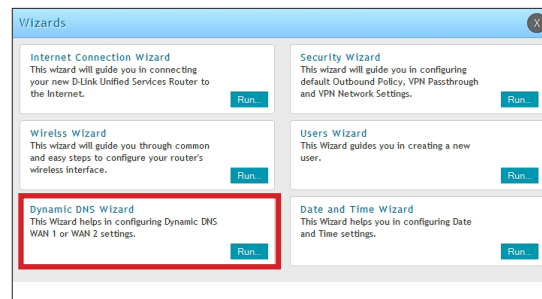 Wizards
X
Internet Connection Wizard
This wizard will guide you in connecting
your new D-Link Unified Services Router to
the Internet.
Run...
Security Wizard
This wizard will guide you in configuring
default Outbound Policy, VPN Passthrough
and VPN Network Settings.
Run...
Wirelss Wizard
This wizard will guide you through common
and easy steps to configure your router's
wireless interface.
Run...
Users Wizard
This Wizard guides you in creating a new
user.
Run...
Dynamic DNS Wizard
This Wizard helps in configuring Dynamic DNS
WAN 1 or WAN 2 settings.
Run...
Date and Time Wizard
This Wizard helps you in configuring Date
and Time settings.
Run...